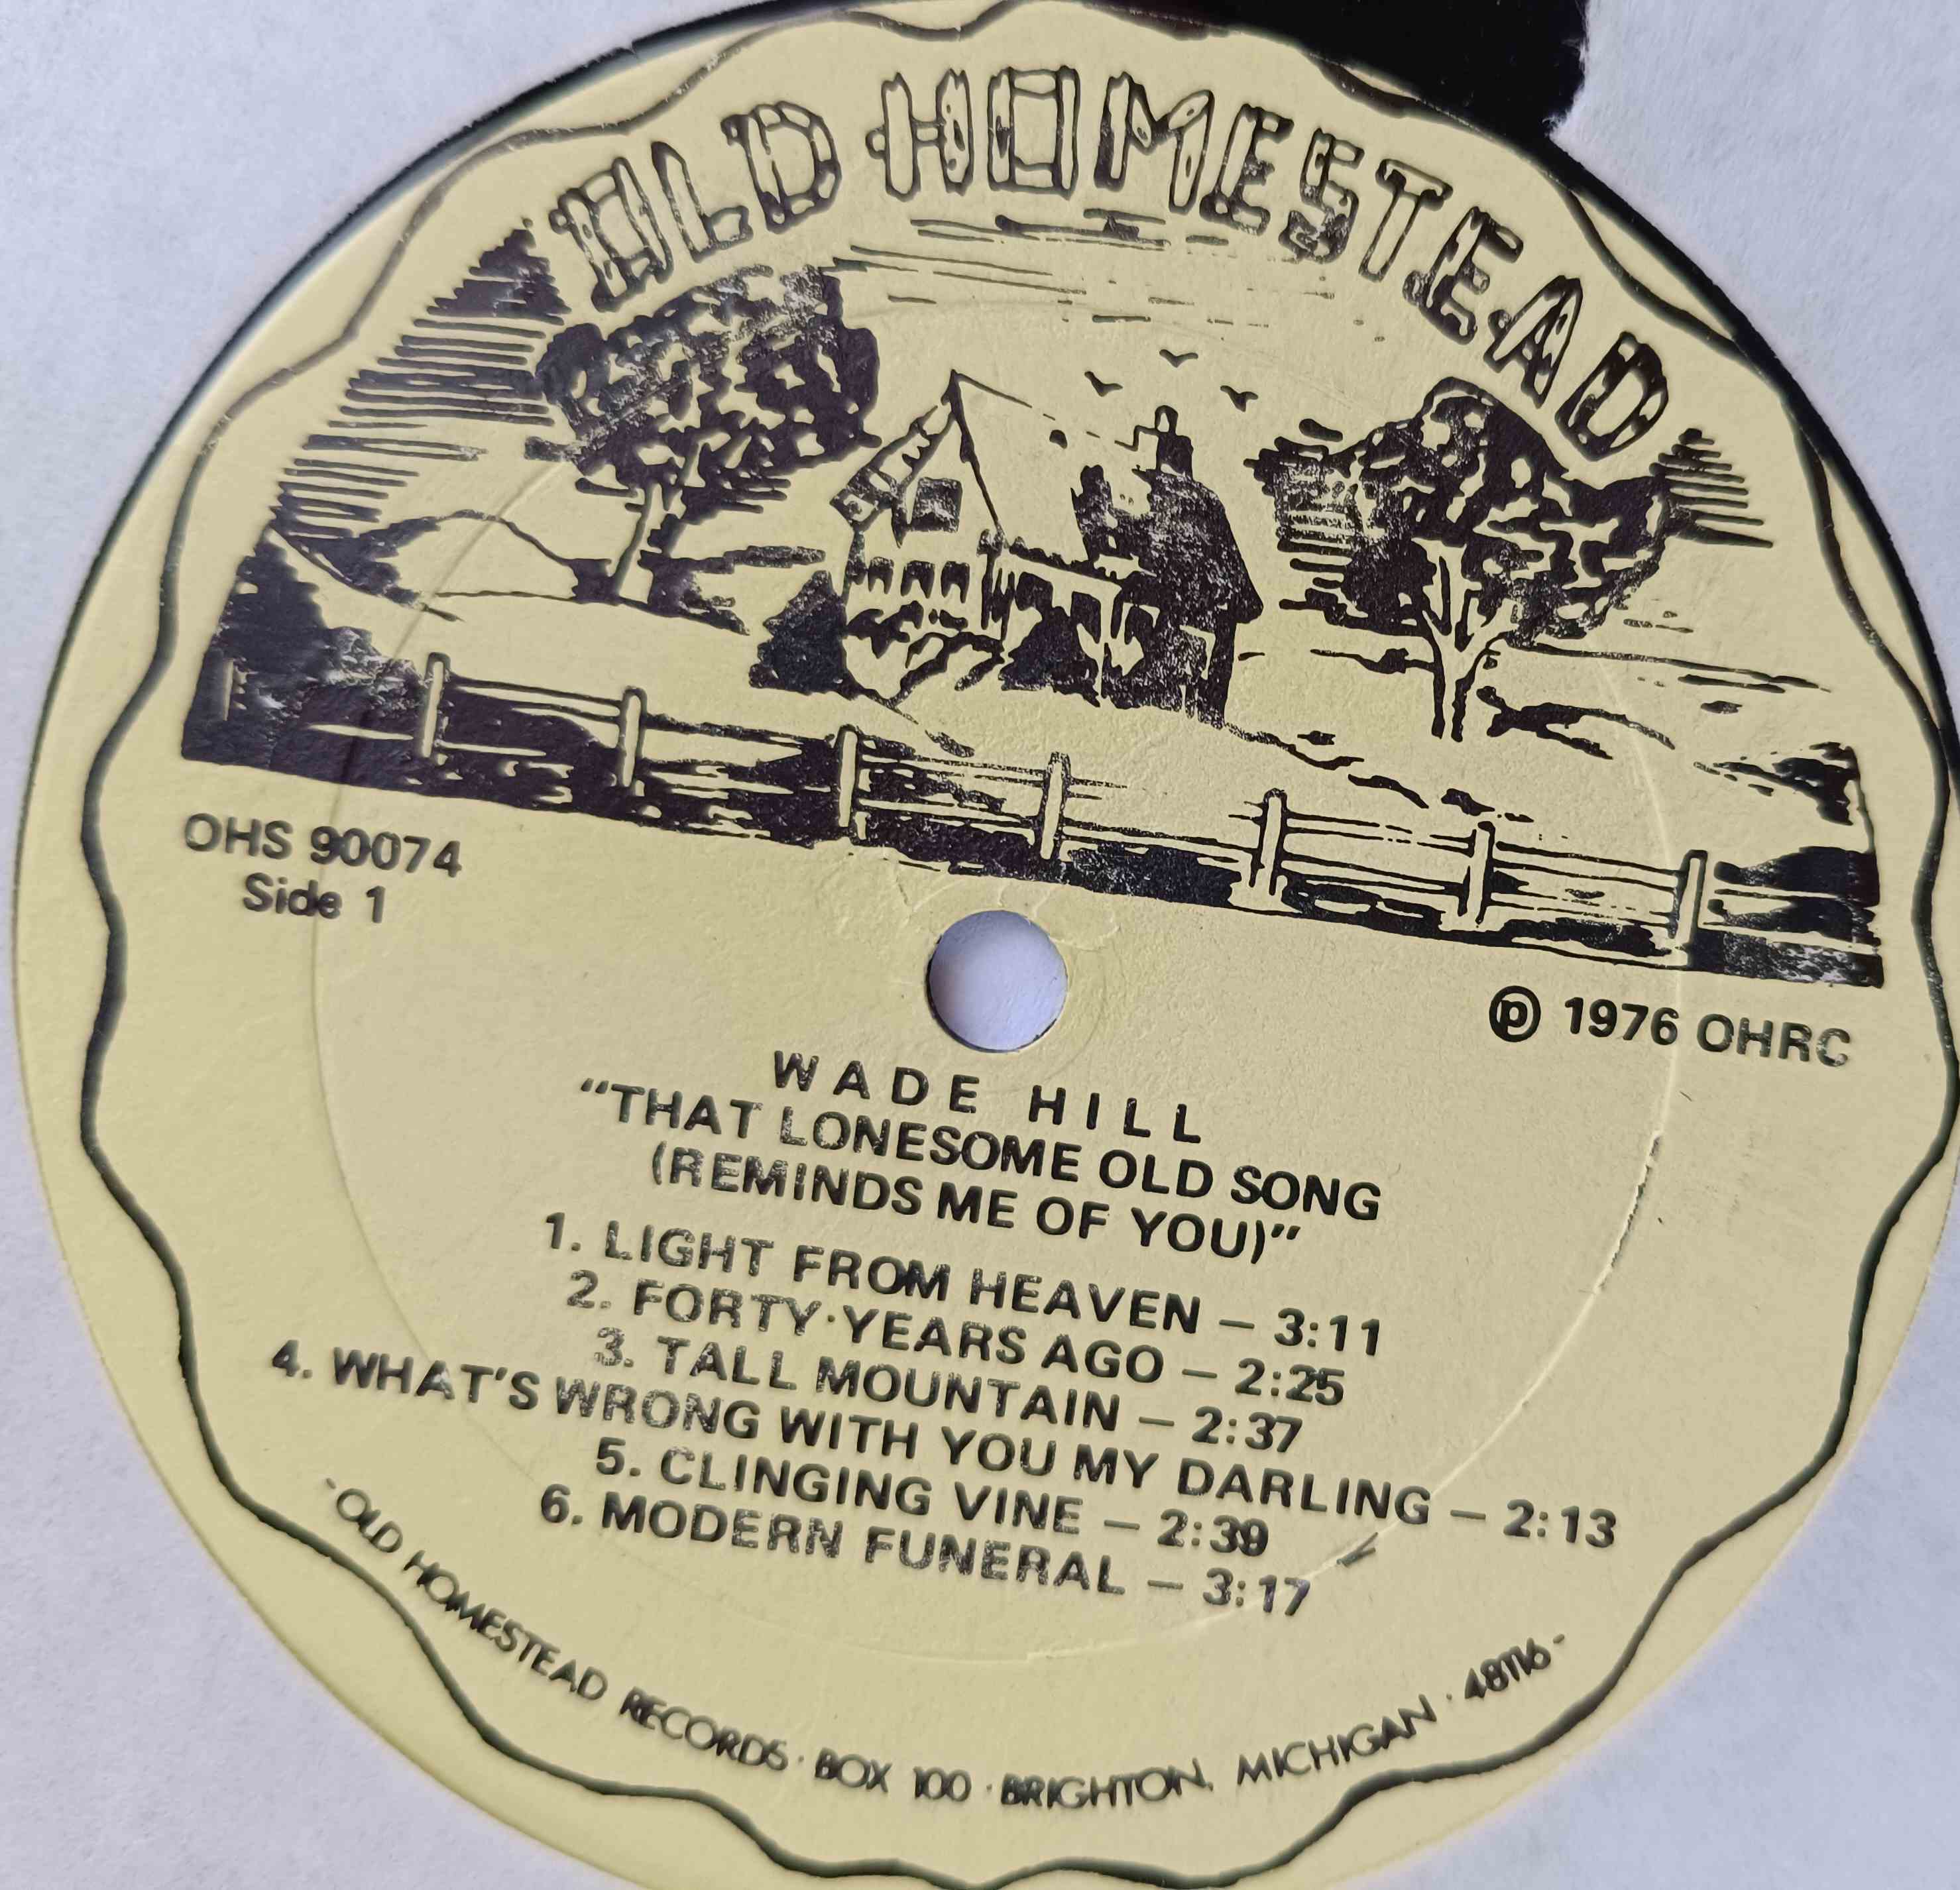 OLD HOMESTEAD
OHS 90074
Side 1
℗ 1976 OHRC
WADE HILL
"THAT LONESOME OLD SONG
(REMINDS ME OF YOU)"
1. LIGHT FROM HEAVEN — 3:11
2. FORTY·YEARS AGO — 2:25
3. TALL MOUNTAIN — 2:37
4. WHAT'S WRONG WITH YOU MY DARLING — 2:13
5. CLINGING VINE — 2:39
6. MODERN FUNERAL — 3:17
-OLD HOMESTEAD RECORDS · BOX 100 · BRIGHTON, MICHIGAN · 48116-